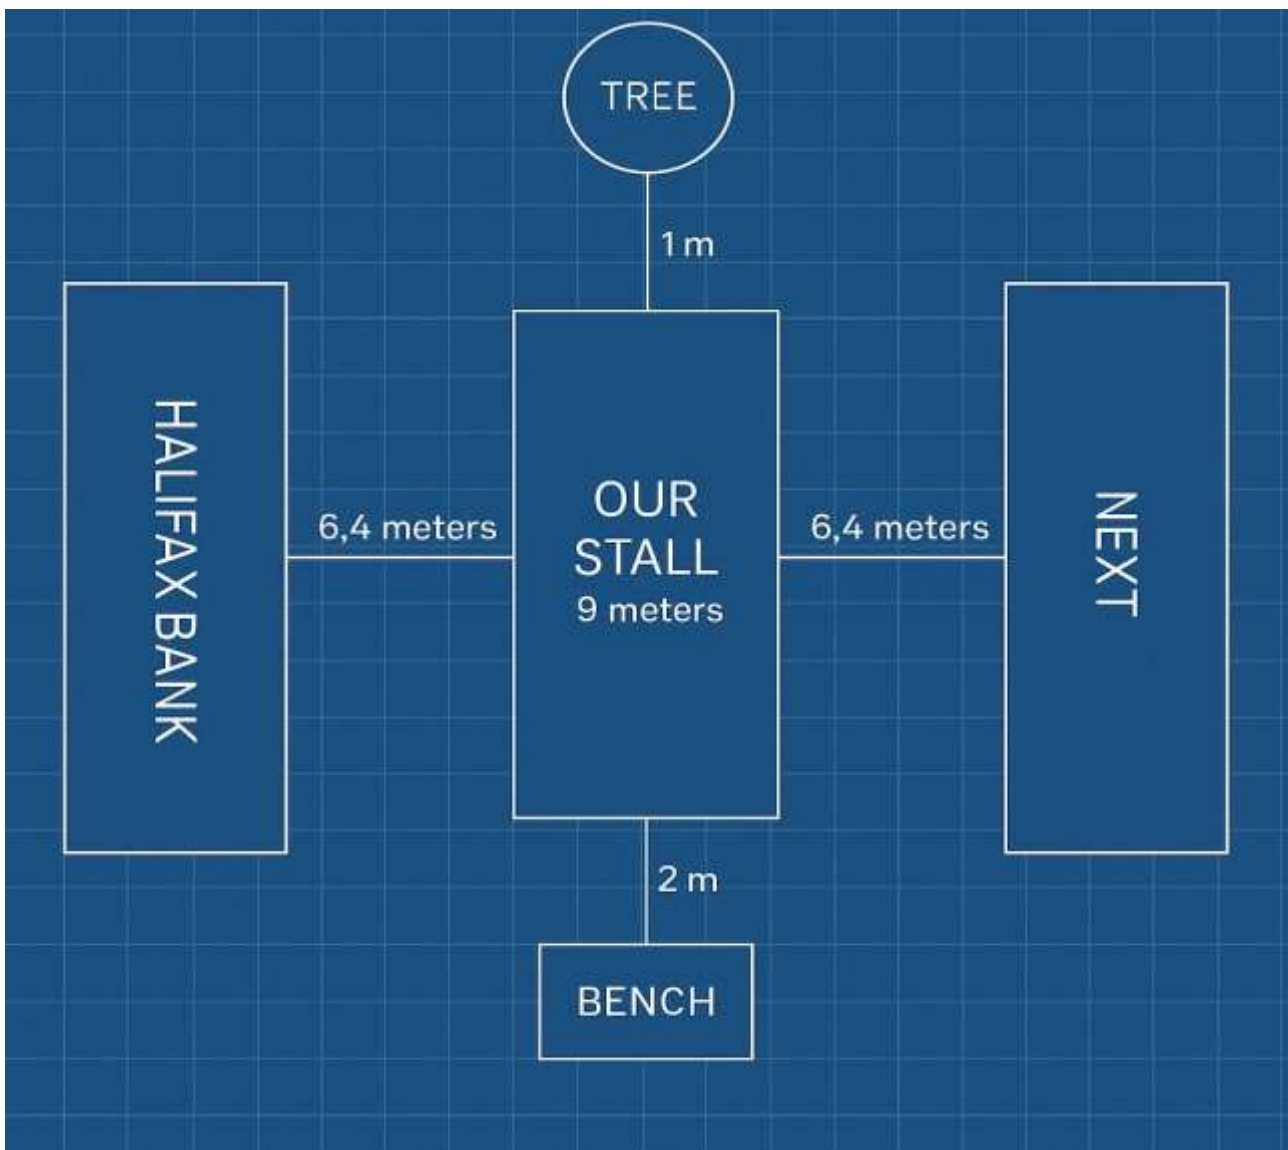 TREE
1 m
HALIFAX BANK
6,4 meters
OUR
STALL
9 meters
6,4 meters
NEXT
2 m
BENCH